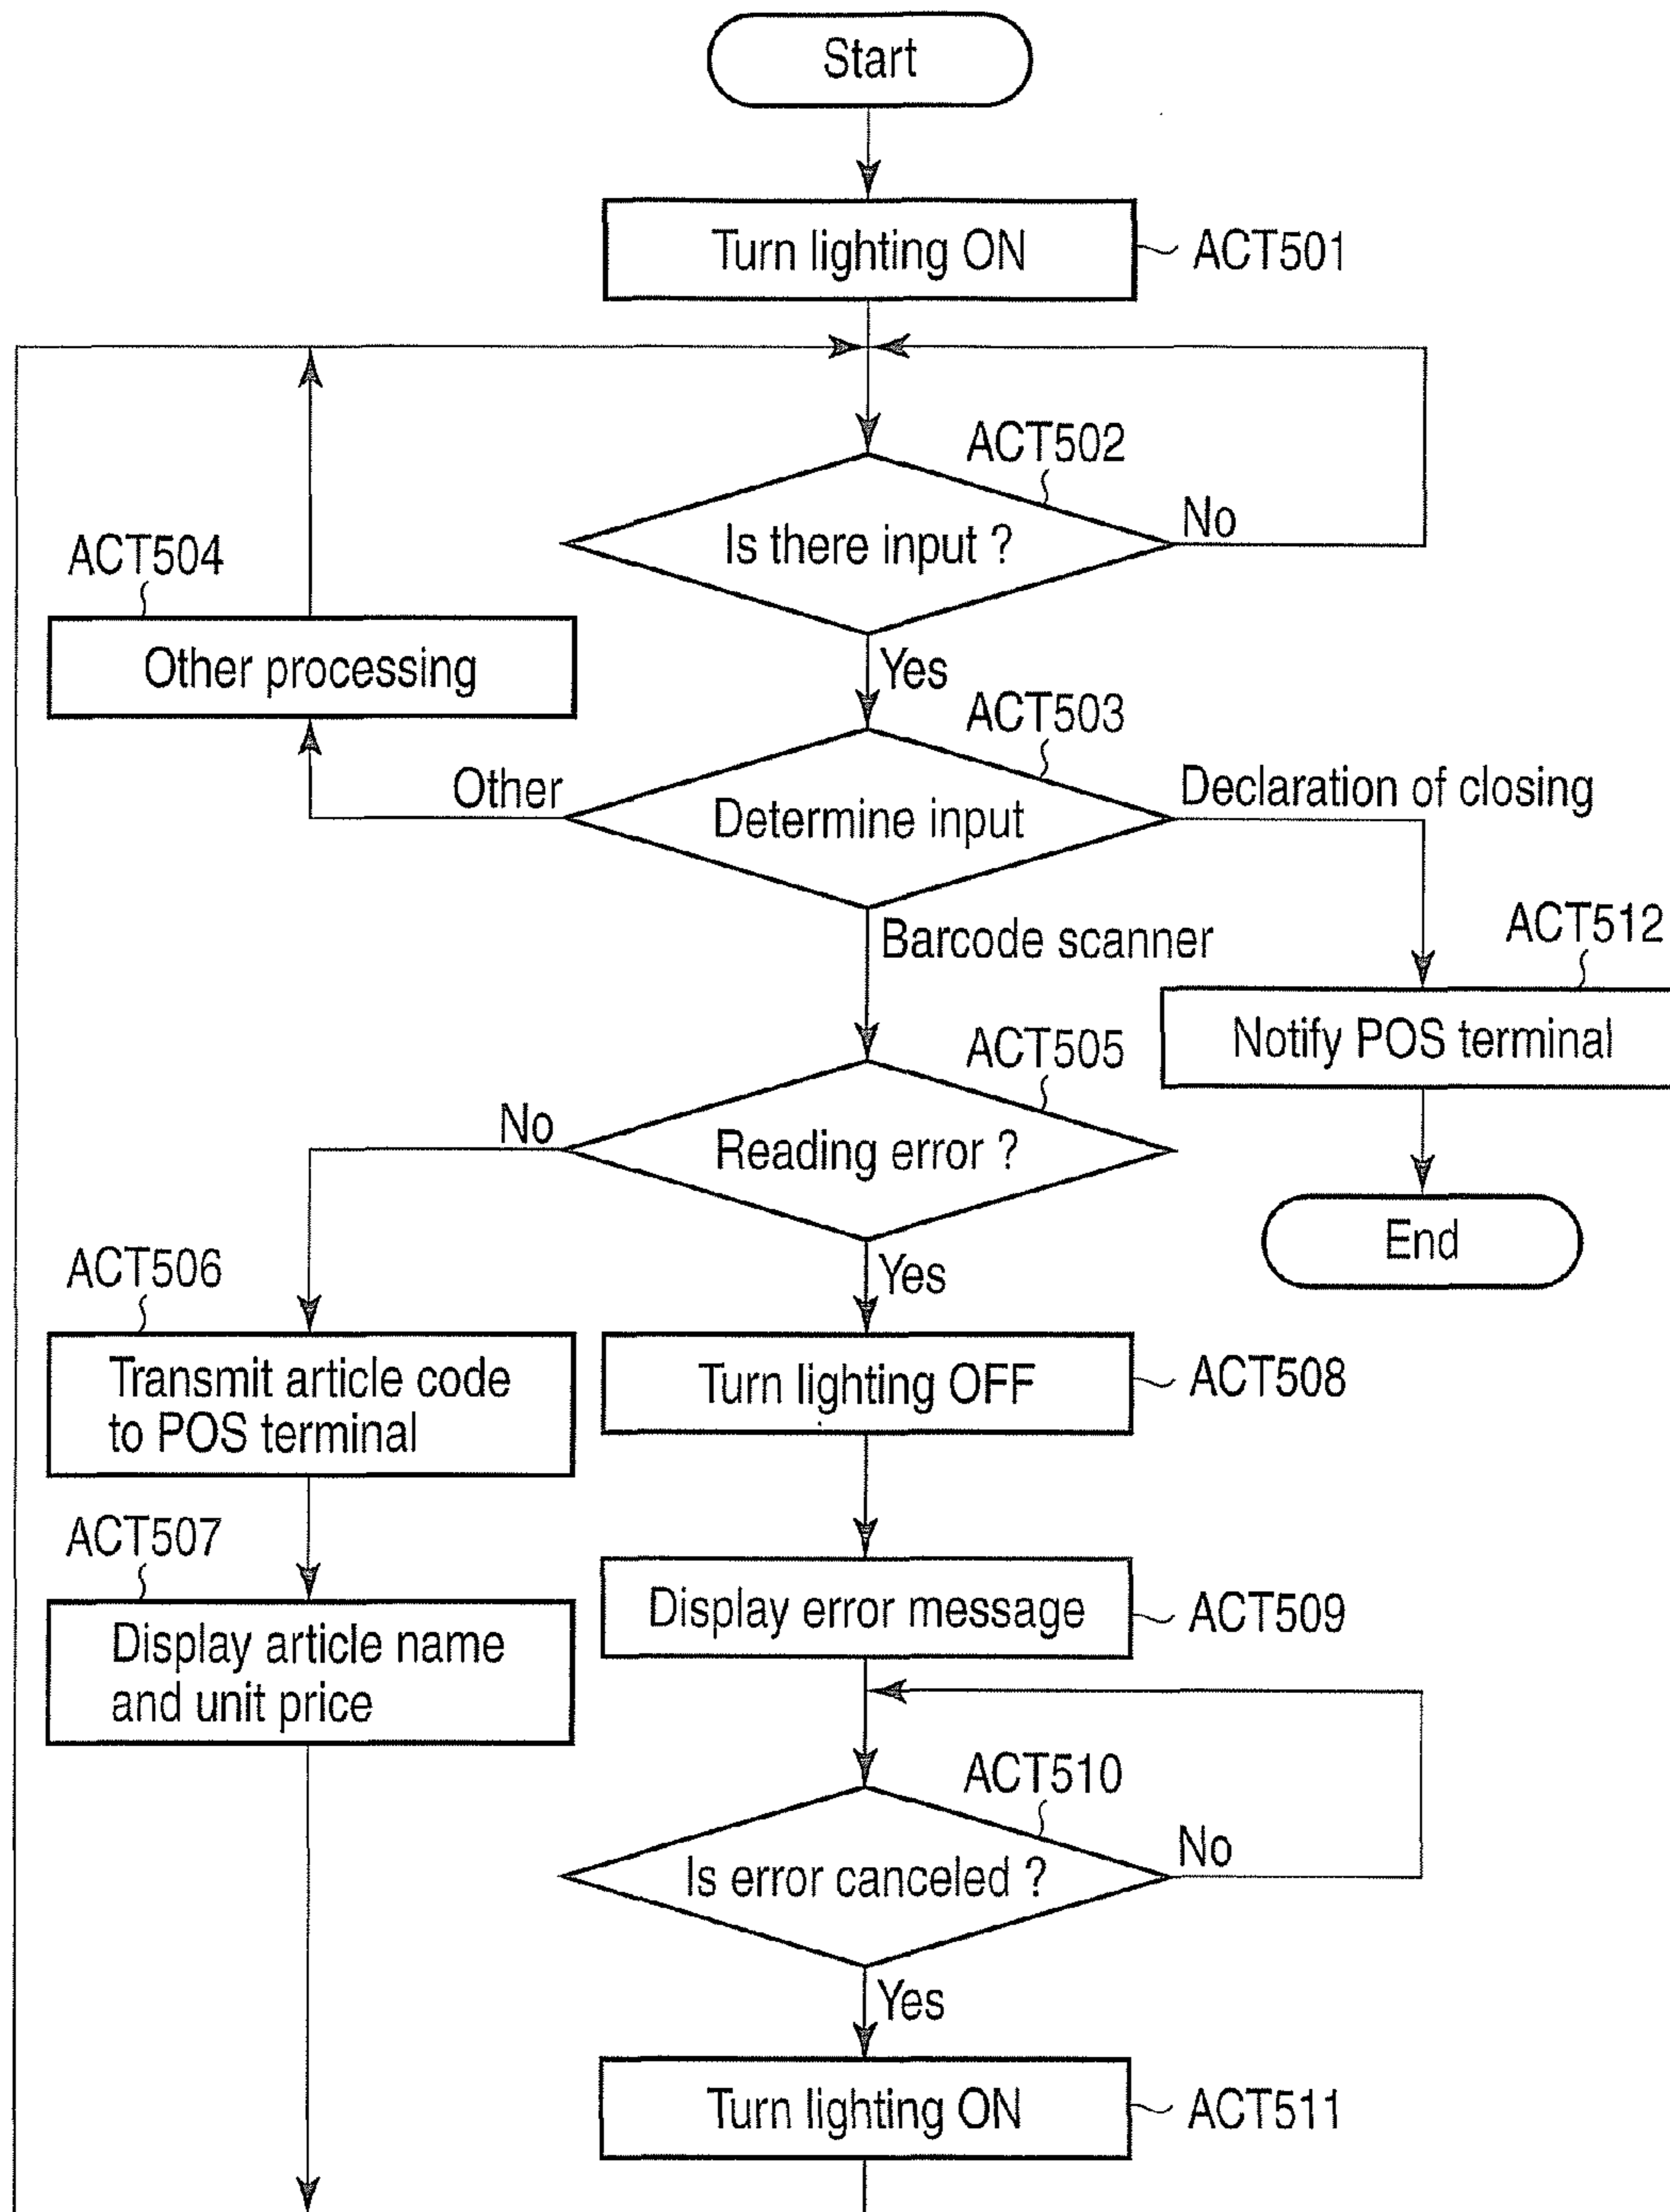 Start
Turn lighting ON
ACT501
ACT502
Is there input ?
No
Yes
ACT504
Other processing
ACT503
Other
Determine input
Declaration of closing
Barcode scanner
ACT512
Notify POS terminal
End
ACT505
No
Reading error ?
Yes
ACT506
Transmit article code
to POS terminal
ACT507
Display article name
and unit price
Turn lighting OFF
ACT508
Display error message
ACT509
ACT510
Is error canceled ?
No
Yes
Turn lighting ON
ACT511